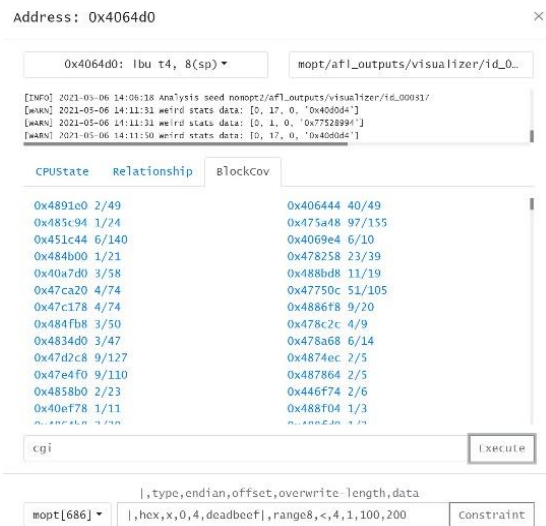 Address: 0x4064d0
×
0x4064d0: lbu t4, 8(sp)
mopt/afl_outputs/visualizer/id_0...
[INFO] 2021-05-06 14:06:18 Analysis seed nomopt2/afl_outputs/visualizer/id_000317
[WARN] 2021-05-06 14:11:31 weird stats data: [0, 17, 0, '0x40d0d4']
[WARN] 2021-05-06 14:11:31 weird stats data: [0, 1, 0, '0x77528994']
[WARN] 2021-05-06 14:11:50 weird stats data: [0, 17, 0, '0x40d0d4']
CPUState Relationship BlockCov
0x4891e0 2/49 0x406444 40/49
0x485c94 1/24 0x475a48 97/155
0x451c44 6/140 0x4069e4 6/10
0x484b00 1/21 0x478258 23/39
0x40a7d0 3/58 0x488bd8 11/19
0x47ca20 4/74 0x47750c 51/105
0x47c178 4/74 0x4886f8 9/20
0x484fb8 3/50 0x478c2c 4/9
0x4834d0 3/47 0x478a68 6/14
0x47d2c8 9/127 0x4874ec 2/5
0x47e4f0 9/110 0x487864 2/5
0x4858b0 2/23 0x446f74 2/6
0x40ef78 1/11 0x488f04 1/3
cgi
Execute
|,type,endian,offset,overwrite-length,data
mopt[686]
|,hex,x,0,4,deadbeef|,range8,<,4,1,100,200
Constraint